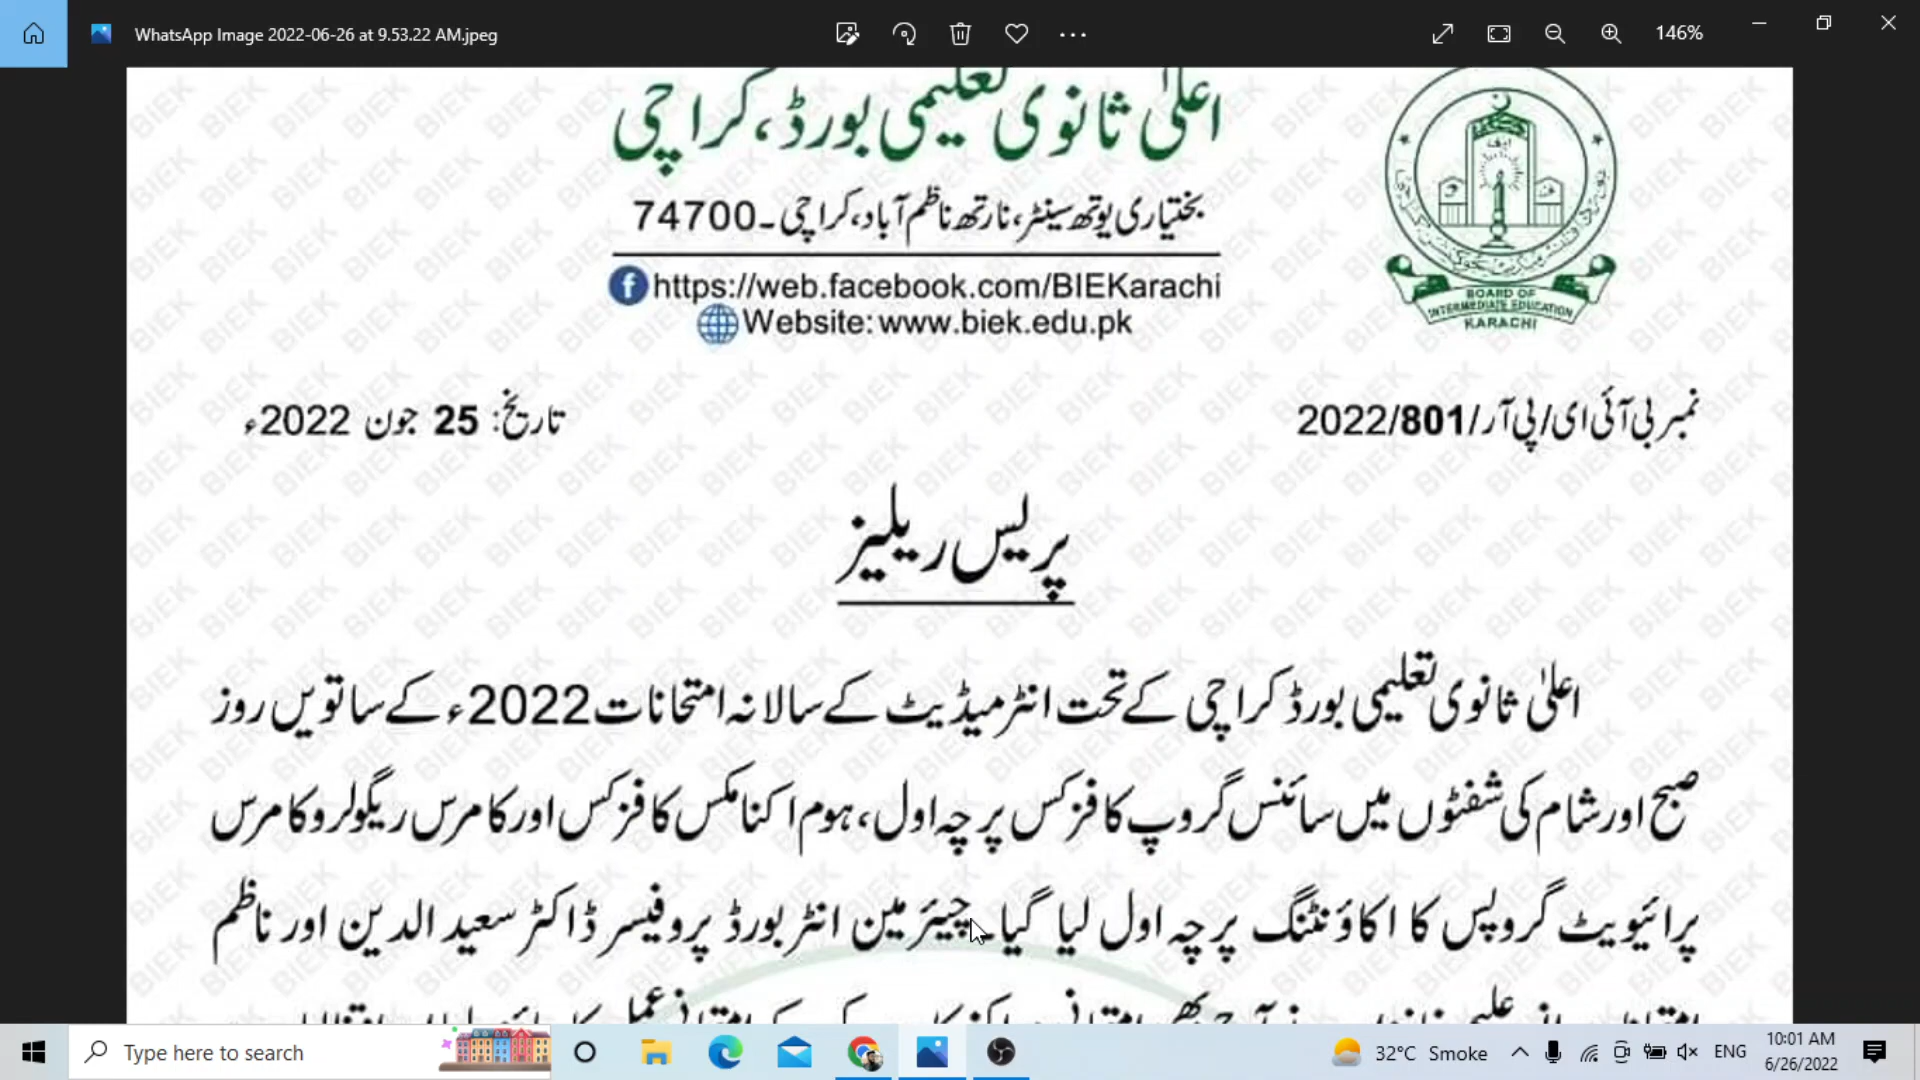 WhatsApp Image 2022-06-26 at 9.53.22 AM.jpeg
146%
اعلیٰ ثانوی تعلیمی بورڈ، کراچی
بختیاری یوتھ سینٹر، نارتھ ناظم آباد، کراچی۔74700
https://web.facebook.com/BIEKarachi
Website: www.biek.edu.pk
BOARD OF
INTERMEDIATE EDUCATION
KARACHI
نمبر بی آئی ای/پی آر/801/2022
تاریخ: 25 جون 2022ء
پریس ریلیز
اعلیٰ ثانوی تعلیمی بورڈ کراچی کے تحت انٹرمیڈیٹ کے سالانہ امتحانات 2022ء کے ساتویں روز
صبح اور شام کی شفٹوں میں سائنس گروپ کا فزکس پرچہ اول، ہوم اکنامکس کا فزکس اور کامرس ریگولر و کامرس
پرائیویٹ گروپس کا اکاؤنٹنگ پرچہ اول لیا گیا۔ چیئرمین انٹر بورڈ پروفیسر ڈاکٹر سعید الدین اور ناظم
BIEK
Type here to search
32°C Smoke
ENG
10:01 AM
6/26/2022